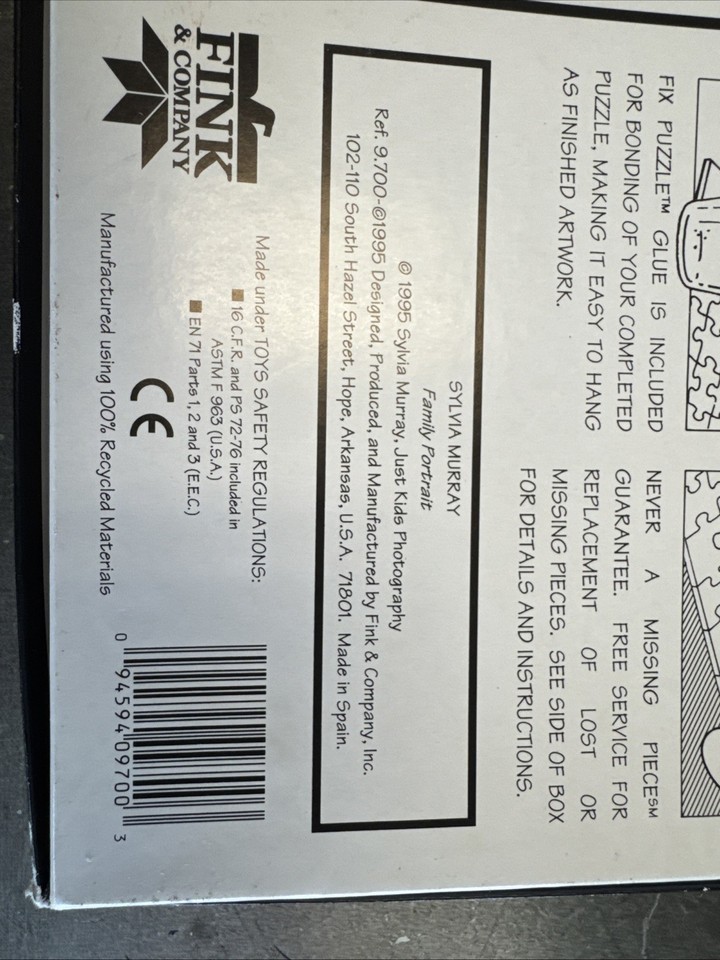 FIX PUZZLE™ GLUE IS INCLUDED
FOR BONDING OF YOUR COMPLETED
PUZZLE, MAKING IT EASY TO HANG
AS FINISHED ARTWORK.
NEVER A MISSING PIECE℠
GUARANTEE. FREE SERVICE FOR
REPLACEMENT OF LOST OR
MISSING PIECES. SEE SIDE OF BOX
FOR DETAILS AND INSTRUCTIONS.
SYLVIA MURRAY
Family Portrait
© 1995 Sylvia Murray, Just Kids Photography
Ref. 9.700-©1995 Designed, Produced, and Manufactured by Fink & Company, Inc.
102-110 South Hazel Street, Hope, Arkansas, U.S.A. 71801. Made in Spain.
FINK
& COMPANY
Made under TOYS SAFETY REGULATIONS:
■ 16 C.F.R. and PS 72-76 included in
ASTM F 963 (U.S.A.)
■ EN 71 Parts 1, 2 and 3 (E.E.C.)
CE
Manufactured using 100% Recycled Materials
0 94594 09700 3